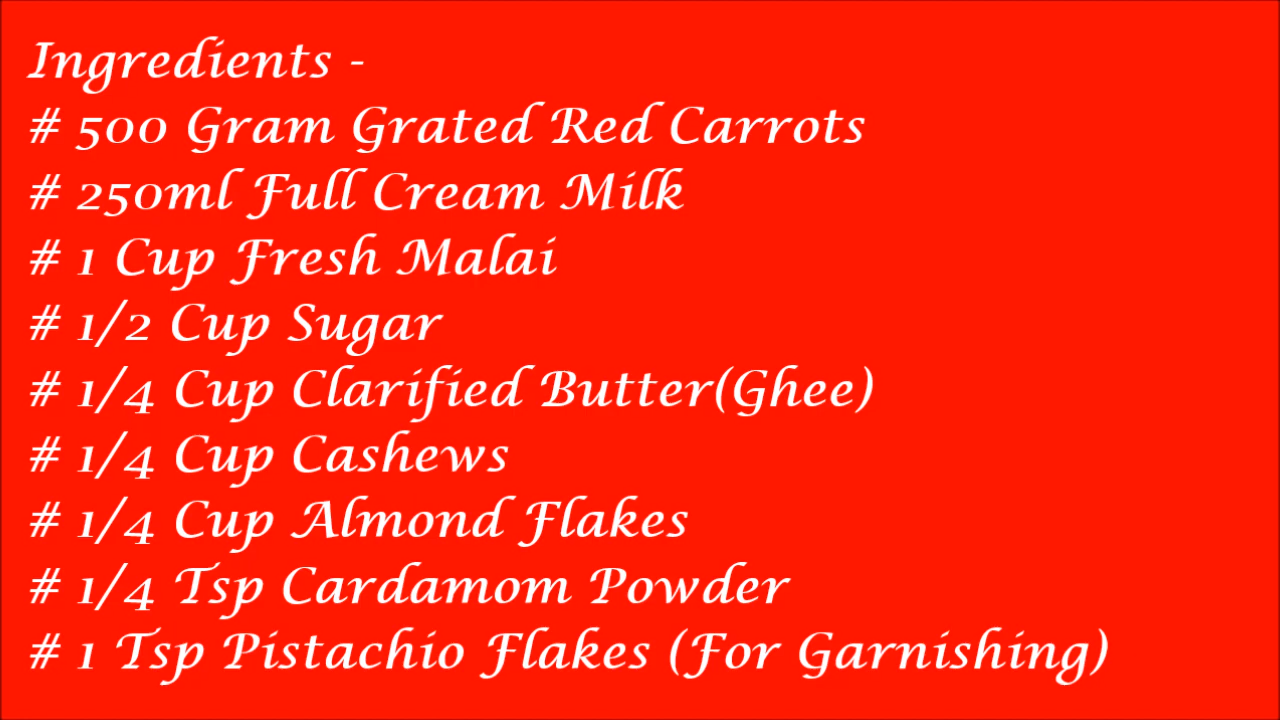 Ingredients -
# 500 Gram Grated Red Carrots
# 250ml Full Cream Milk
# 1 Cup Fresh Malai
# 1/2 Cup Sugar
# 1/4 Cup Clarified Butter(Ghee)
# 1/4 Cup Cashews
# 1/4 Cup Almond Flakes
# 1/4 Tsp Cardamom Powder
# 1 Tsp Pistachio Flakes (For Garnishing)